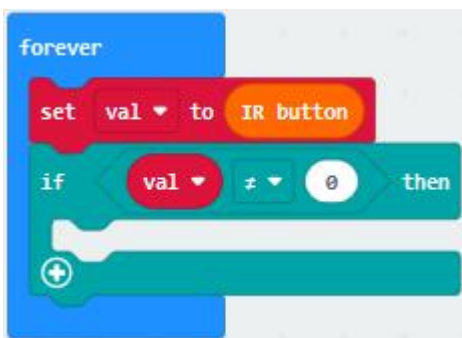 forever
set val to IR button
if val ≠ 0 then